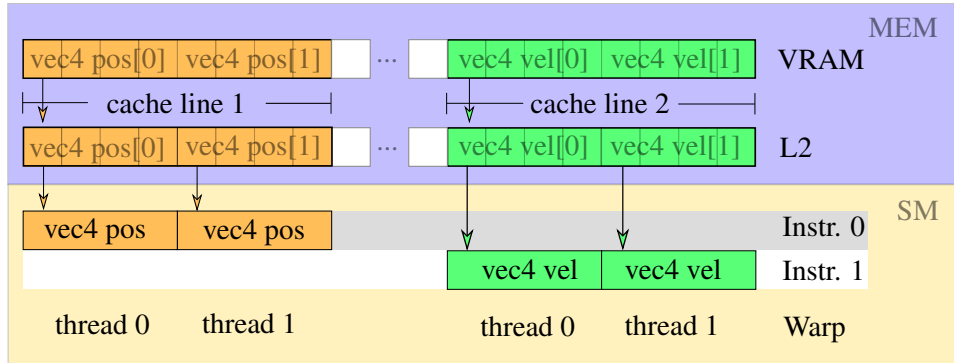 MEM
vec4 pos[0] vec4 pos[1] ... vec4 vel[0] vec4 vel[1] VRAM
cache line 1 cache line 2
vec4 pos[0] vec4 pos[1] ... vec4 vel[0] vec4 vel[1] L2
SM
vec4 pos vec4 pos Instr. 0
vec4 vel vec4 vel Instr. 1
thread 0 thread 1 thread 0 thread 1 Warp